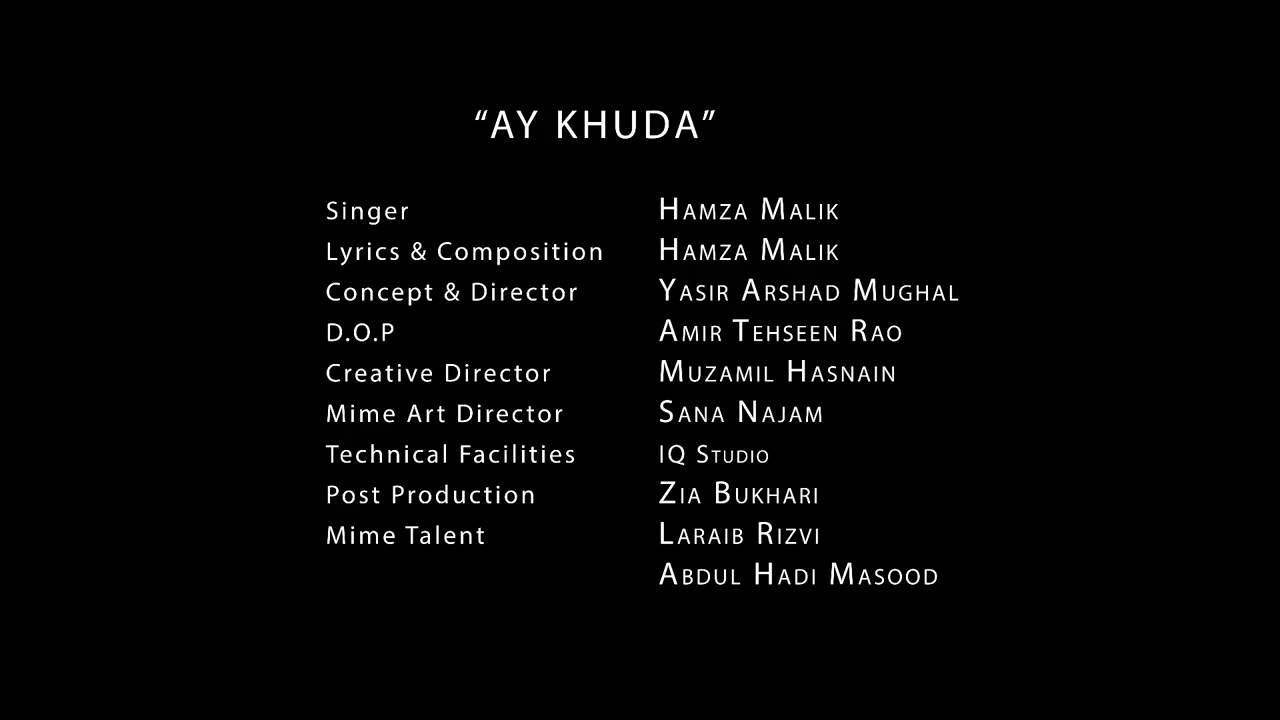 “AY KHUDA”
Singer HAMZA MALIK
Lyrics & Composition HAMZA MALIK
Concept & Director YASIR ARSHAD MUGHAL
D.O.P AMIR TEHSEEN RAO
Creative Director MUZAMIL HASNAIN
Mime Art Director SANA NAJAM
Technical Facilities IQ STUDIO
Post Production ZIA BUKHARI
Mime Talent LARAIB RIZVI
ABDUL HADI MASOOD